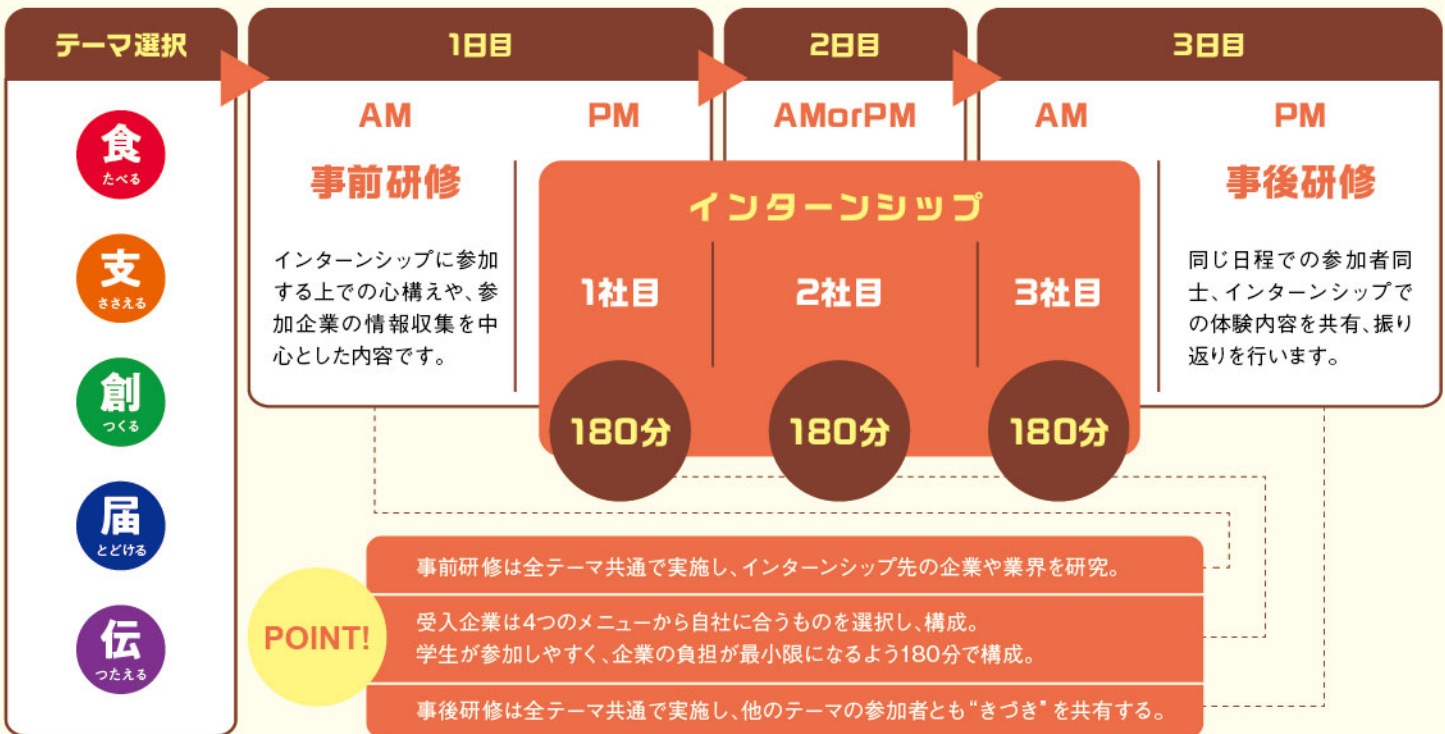 テーマ選択
食
たべる
支
ささえる
創
つくる
届
とどける
伝
つたえる
1日目
AM
事前研修
インターンシップに参加
する上での心構えや、参
加企業の情報収集を中
心とした内容です。
PM
2日目
AMorPM
3日目
AM
インターンシップ
1社目
2社目
3社目
180分
180分
180分
PM
事後研修
同じ日程での参加者同
士、インターンシップで
の体験内容を共有、振り
返りを行います。
POINT!
事前研修は全テーマ共通で実施し、インターンシップ先の企業や業界を研究。
受入企業は4つのメニューから自社に合うものを選択し、構成。
学生が参加しやすく、企業の負担が最小限になるよう180分で構成。
事後研修は全テーマ共通で実施し、他のテーマの参加者とも“きづき”を共有する。